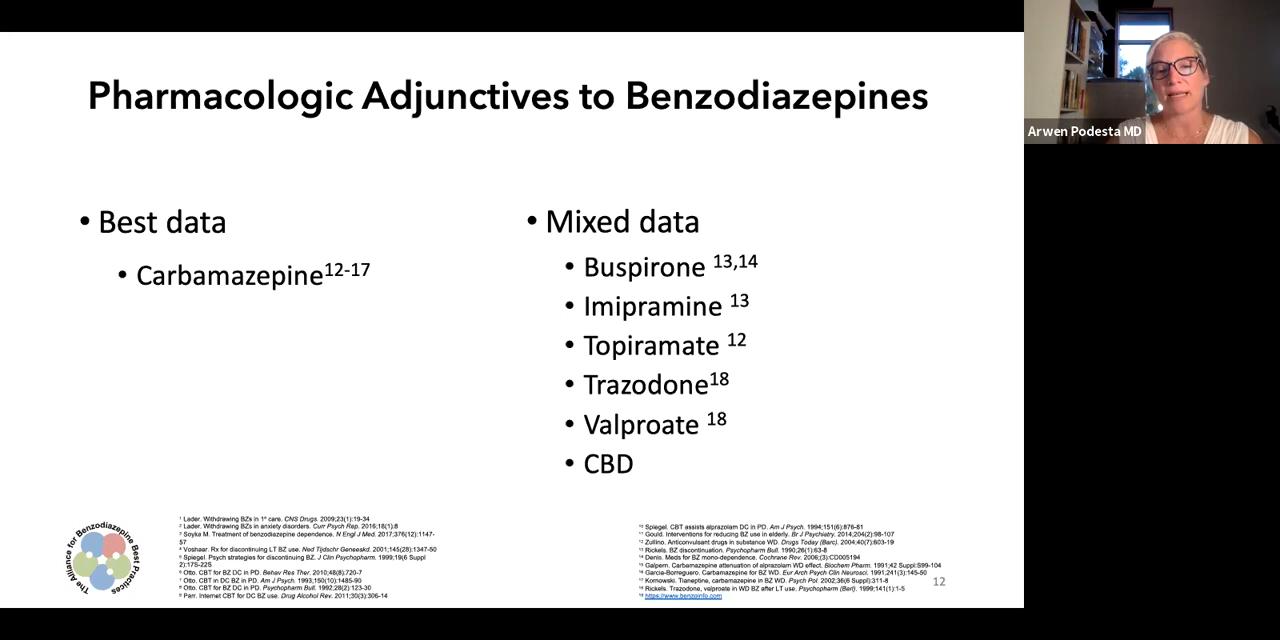 Pharmacologic Adjunctives to Benzodiazepines
• Best data
• Carbamazepine12-17
• Mixed data
• Buspirone 13,14
• Imipramine 13
• Topiramate 12
• Trazodone18
• Valproate 18
• CBD
The Alliance for Benzodiazepine Best Practices
1 Lader. Withdrawing BZs in 1° care. CNS Drugs. 2009;23(1):19-34
2 Lader. Withdrawing BZs in anxiety disorders. Curr Psych Rep. 2016;18(1):8
3 Soyka M. Treatment of benzodiazepine dependence. N Engl J Med. 2017;376(12):1147-
57
4 Voshaar. Rx for discontinuing LT BZ use. Ned Tijdschr Geneeskd. 2001;145(28):1347-50
5 Spiegel. Psych strategies for discontinuing BZ. J Clin Psychopharm. 1999;19(6 Suppl
2):17S-22S
6 Otto. CBT for BZ DC in PD. Behav Res Ther. 2010;48(8):720-7
7 Otto. CBT in DC BZ in PD. Am J Psych. 1993;150(10):1485-90
8 Otto. CBT for BZ DC in PD. Psychopharm Bull. 1992;28(2):123-30
9 Parr. Internet CBT for DC BZ use. Drug Alcohol Rev. 2011;30(3):306-14
10 Spiegel. CBT assists alprazolam DC in PD. Am J Psych. 1994;151(6):876-81
11 Gould. Interventions for reducing BZ use in elderly. Br J Psychiatry. 2014;204(2):98-107
12 Zullino. Anticonvulsant drugs in substance WD. Drugs Today (Barc). 2004;40(7):603-19
13 Rickels. BZ discontinuation. Psychopharm Bull. 1990;26(1):63-8
14 Denis. Meds for BZ mono-dependence. Cochrane Rev. 2006;(3):CD005194
15 Galpern. Carbamazepine attenuation of alprazolam WD effect. Biochem Pharm. 1991;42 Suppl:S99-104
16 Garcia-Borreguero. Carbamazepine for BZ WD. Eur Arch Psych Clin Neurosci. 1991;241(3):145-50
17 Kornowski. Tianeptine, carbamazepine in BZ WD. Psych Pol. 2002;36(6 Suppl):311-8
18 Rickels. Trazodone, valproate in WD BZ after LT use. Psychopharm (Berl). 1999;141(1):1-5
19 https://www.benzoinfo.com
12
Arwen Podesta MD